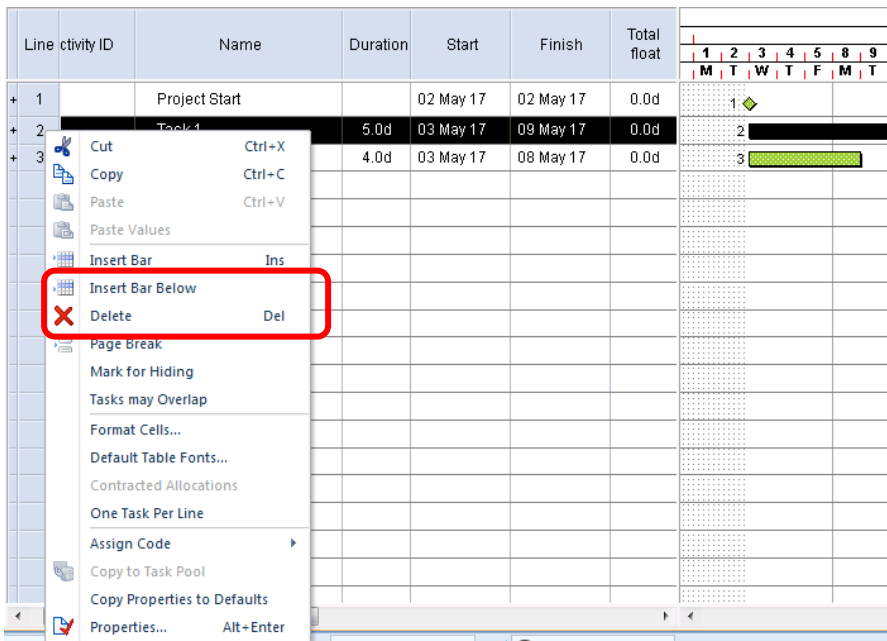 Line ctivity ID Name Duration Start Finish Total float
1 2 3 4 5 8 9
M T W T F M T
+ 1 Project Start 02 May 17 02 May 17 0.0d 1
+ 2 Task 1 5.0d 03 May 17 09 May 17 0.0d 2
+ 3 4.0d 03 May 17 08 May 17 0.0d 3
Cut Ctrl+X
Copy Ctrl+C
Paste Ctrl+V
Paste Values
Insert Bar Ins
Insert Bar Below
Delete Del
Page Break
Mark for Hiding
Tasks may Overlap
Format Cells...
Default Table Fonts...
Contracted Allocations
One Task Per Line
Assign Code
Copy to Task Pool
Copy Properties to Defaults
Properties... Alt+Enter